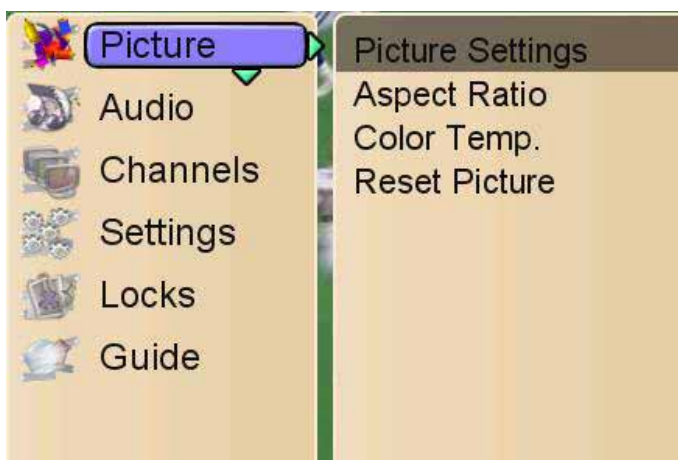 Picture
Audio
Channels
Settings
Locks
Guide
Picture Settings
Aspect Ratio
Color Temp.
Reset Picture